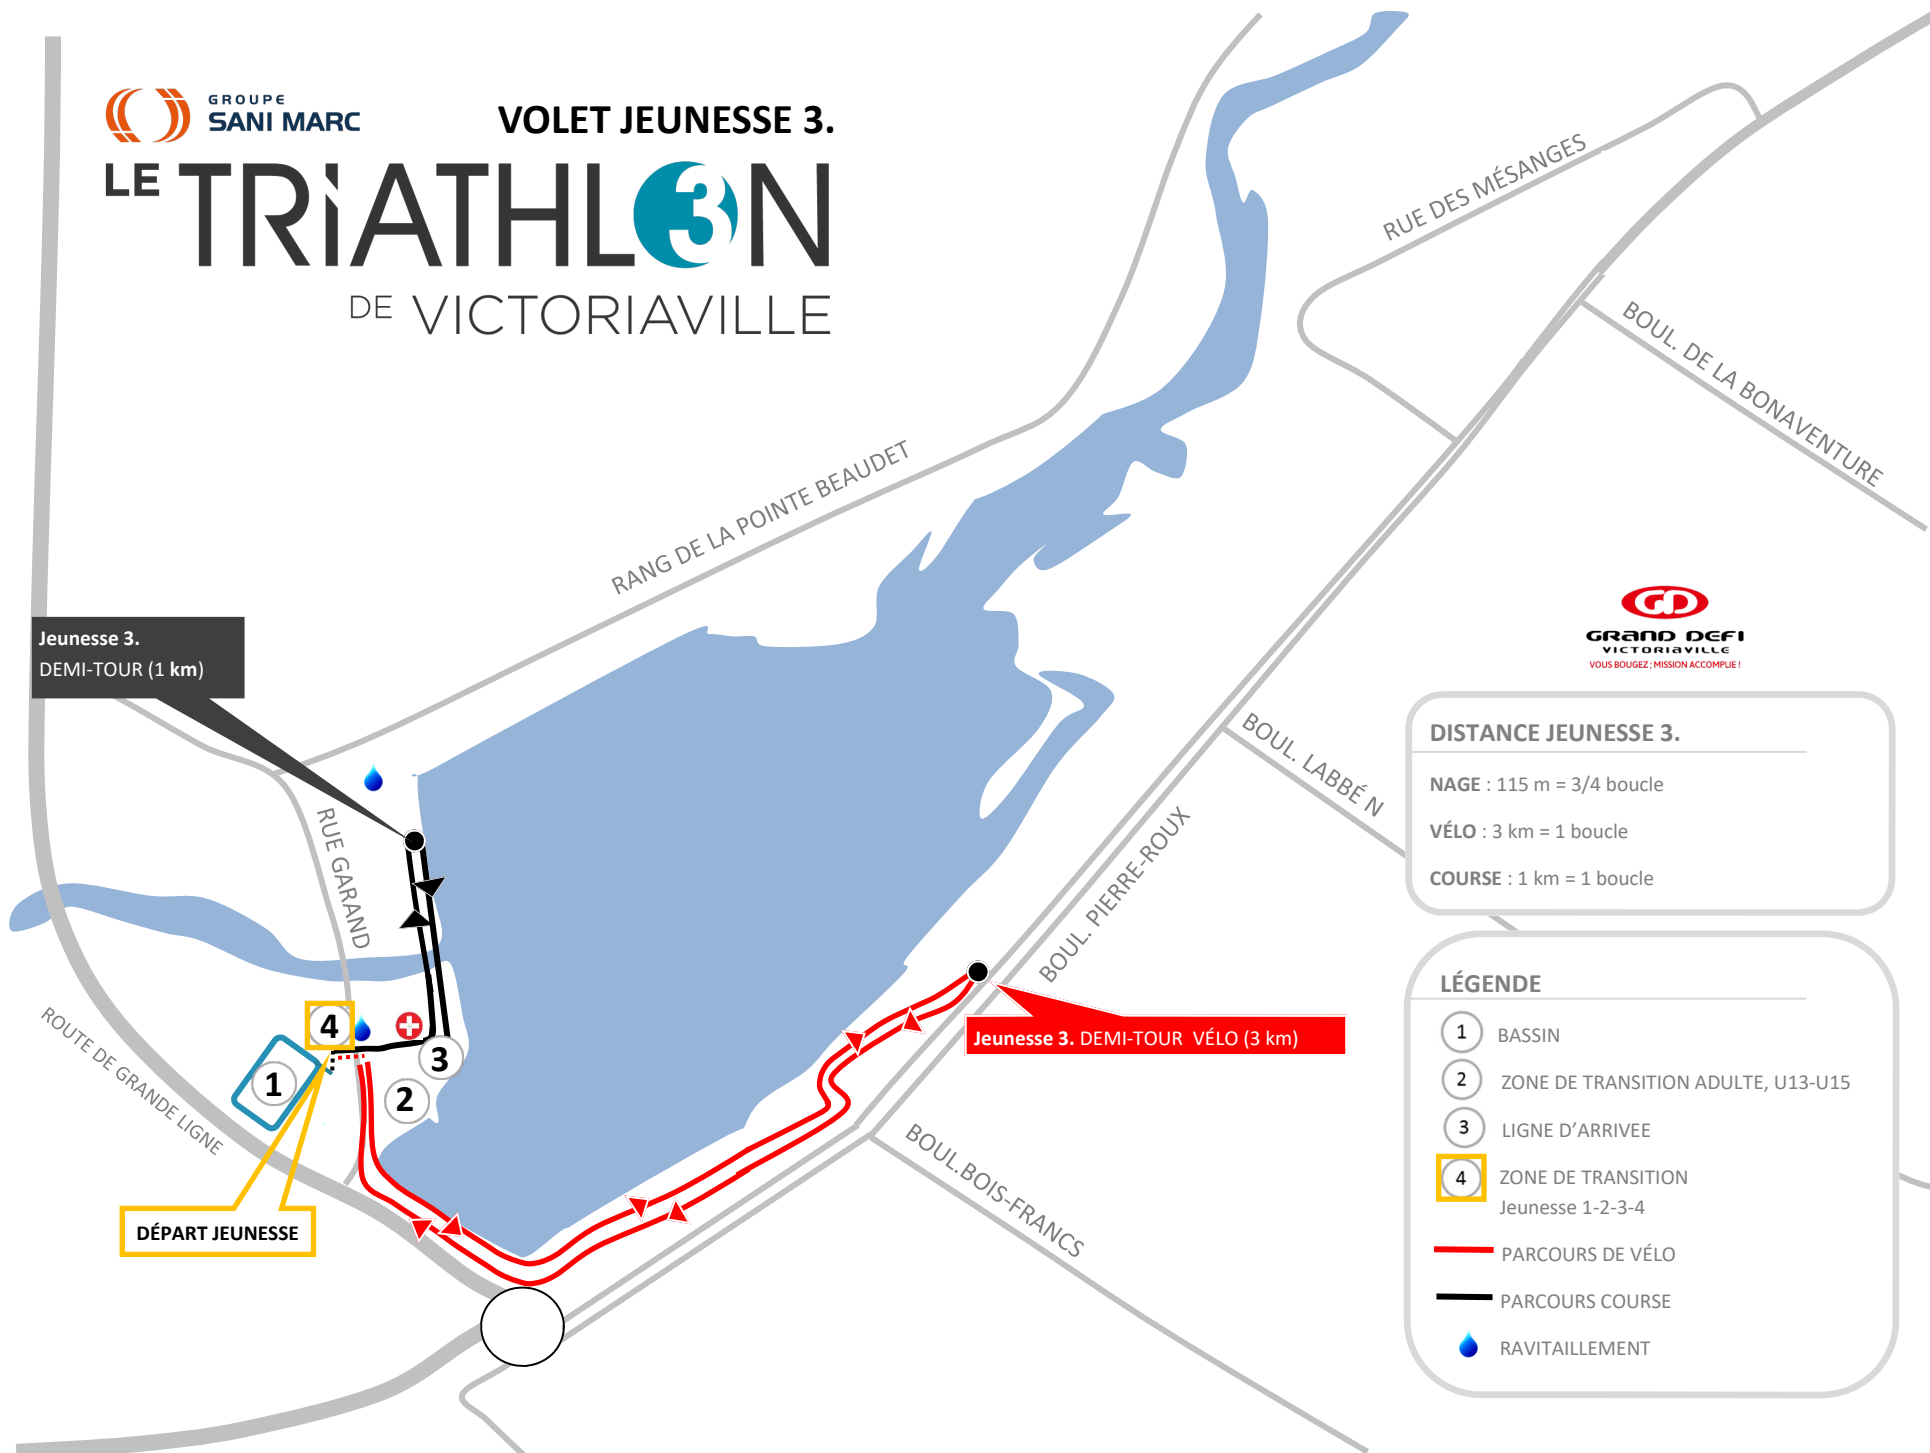 GROUPE
SANI MARC
VOLET JEUNESSE 3.
LE TRiATHL3N
DE VICTORIAVILLE
RUE DES MÉSANGES
BOUL. DE LA BONAVENTURE
RANG DE LA POINTE BEAUDET
GRAND DEFI
VICTORIAVILLE
VOUS BOUGEZ ; MISSION ACCOMPLIE !
Jeunesse 3.
DEMI-TOUR (1 km)
BOUL. LABBÉ N
DISTANCE JEUNESSE 3.
NAGE : 115 m = 3/4 boucle
VÉLO : 3 km = 1 boucle
COURSE : 1 km = 1 boucle
RUE GARAND
BOUL. PIERRE-ROUX
ROUTE DE GRANDE LIGNE
4
3
1
2
Jeunesse 3. DEMI-TOUR VÉLO (3 km)
BOUL.BOIS-FRANCS
DÉPART JEUNESSE
LÉGENDE
1 BASSIN
2 ZONE DE TRANSITION ADULTE, U13-U15
3 LIGNE D'ARRIVEE
4 ZONE DE TRANSITION
Jeunesse 1-2-3-4
PARCOURS DE VÉLO
PARCOURS COURSE
RAVITAILLEMENT